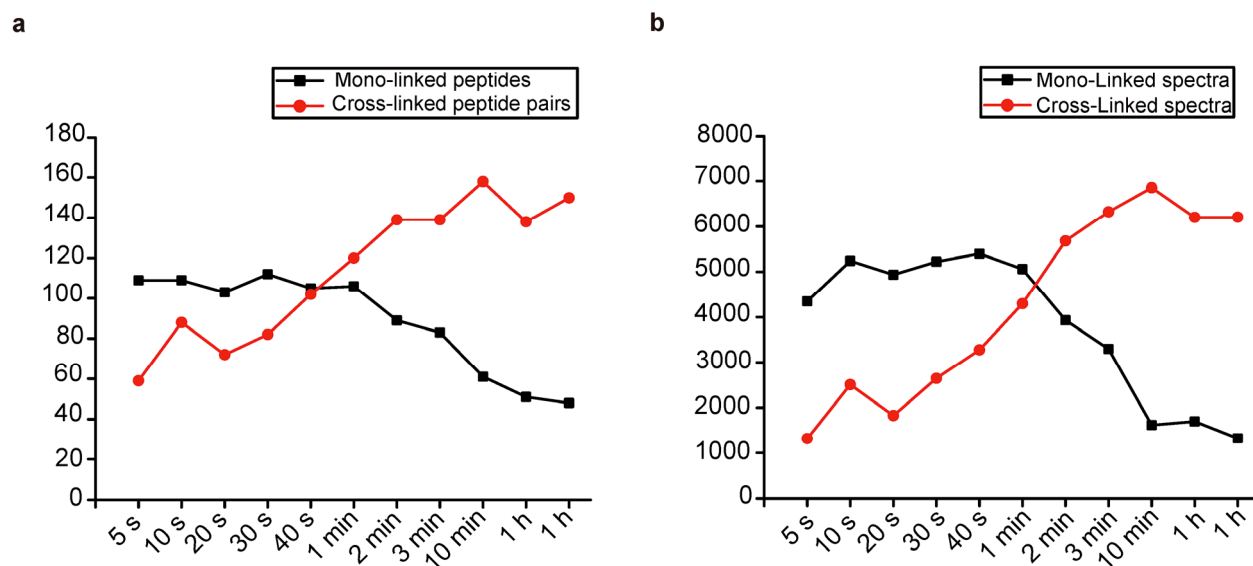 a
Mono-linked peptides
Cross-linked peptide pairs
180
160
140
120
100
80
60
40
20
0
5 s
10 s
20 s
30 s
40 s
1 min
2 min
3 min
10 min
1 h
1 h
b
Mono-Linked spectra
Cross-Linked spectra
8000
7000
6000
5000
4000
3000
2000
1000
0
5 s
10 s
20 s
30 s
40 s
1 min
2 min
3 min
10 min
1 h
1 h